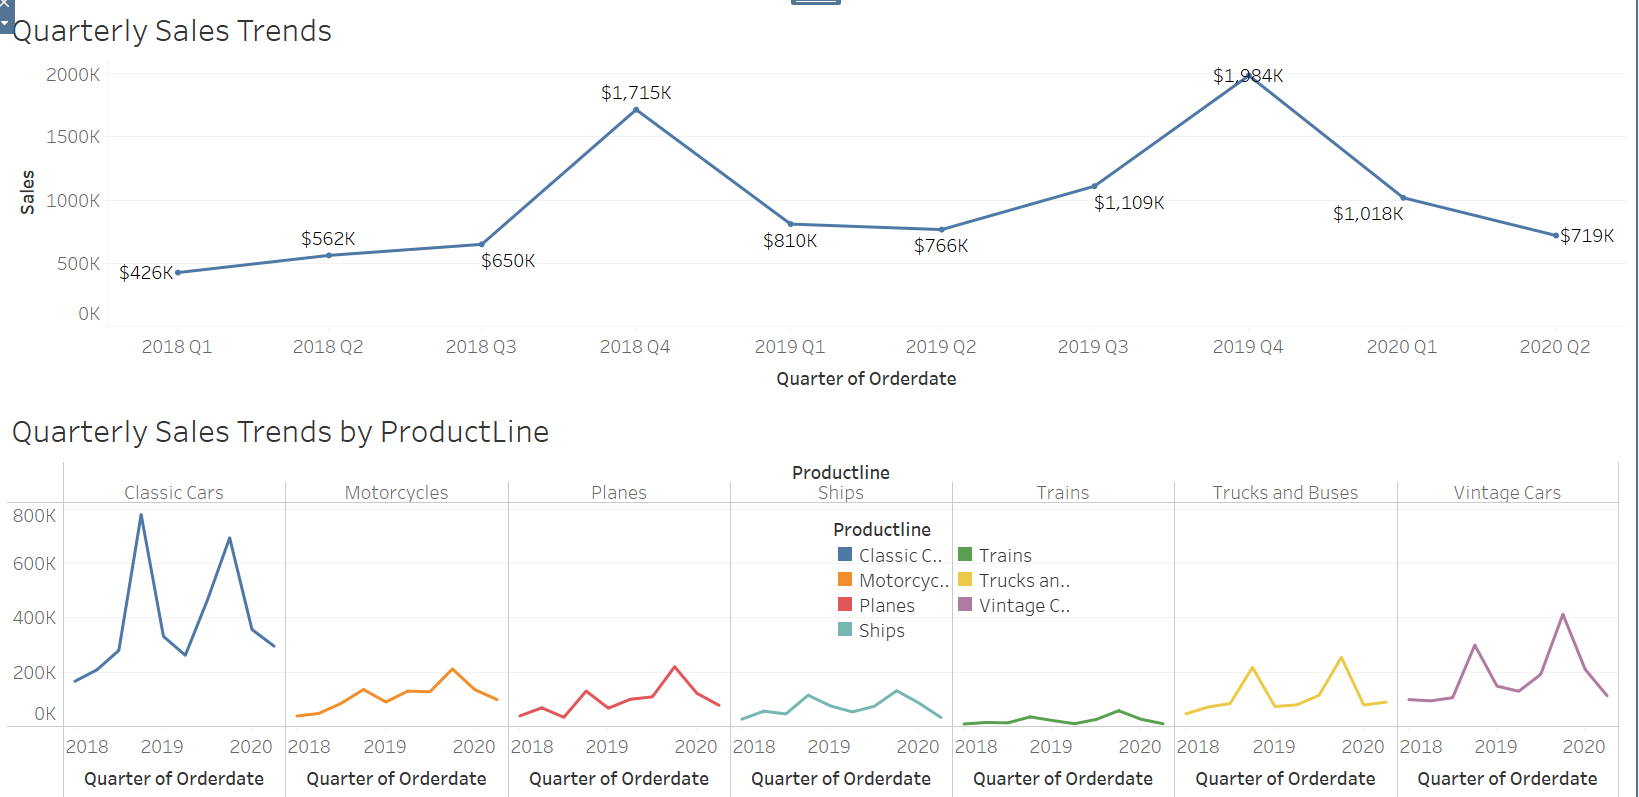 Quarterly Sales Trends
2000K
1500K
1000K
500K
0K
Sales
$426K
$562K
$650K
$1,715K
$810K
$766K
$1,109K
$1,984K
$1,018K
$719K
2018 Q1 2018 Q2 2018 Q3 2018 Q4 2019 Q1 2019 Q2 2019 Q3 2019 Q4 2020 Q1 2020 Q2
Quarter of Orderdate
Quarterly Sales Trends by ProductLine
Productline
Classic Cars Motorcycles Planes Ships Trains Trucks and Buses Vintage Cars
800K
600K
400K
200K
0K
Productline
Classic C.. Trains
Motorcyc.. Trucks an..
Planes Vintage C..
Ships
2018 2019 2020 2018 2019 2020 2018 2019 2020 2018 2019 2020 2018 2019 2020 2018 2019 2020 2018 2019 2020
Quarter of Orderdate Quarter of Orderdate Quarter of Orderdate Quarter of Orderdate Quarter of Orderdate Quarter of Orderdate Quarter of Orderdate